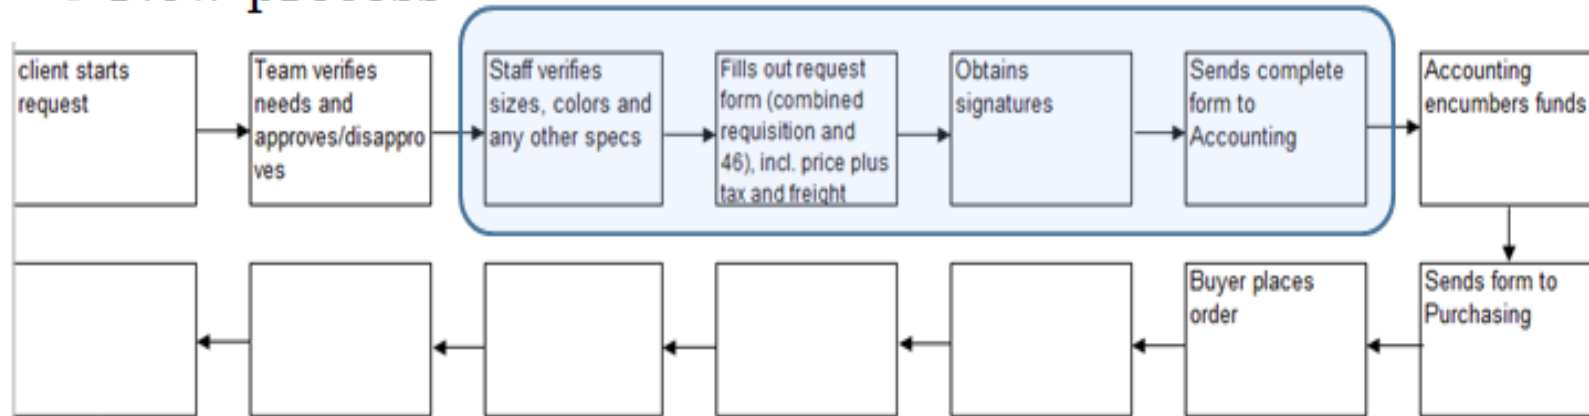 client starts
request
Team verifies
needs and
approves/disappro
ves
Staff verifies
sizes, colors and
any other specs
Fills out request
form (combined
requisition and
46), incl. price plus
tax and freight
Obtains
signatures
Sends complete
form to
Accounting
Accounting
encumbers funds
Sends form to
Purchasing
Buyer places
order